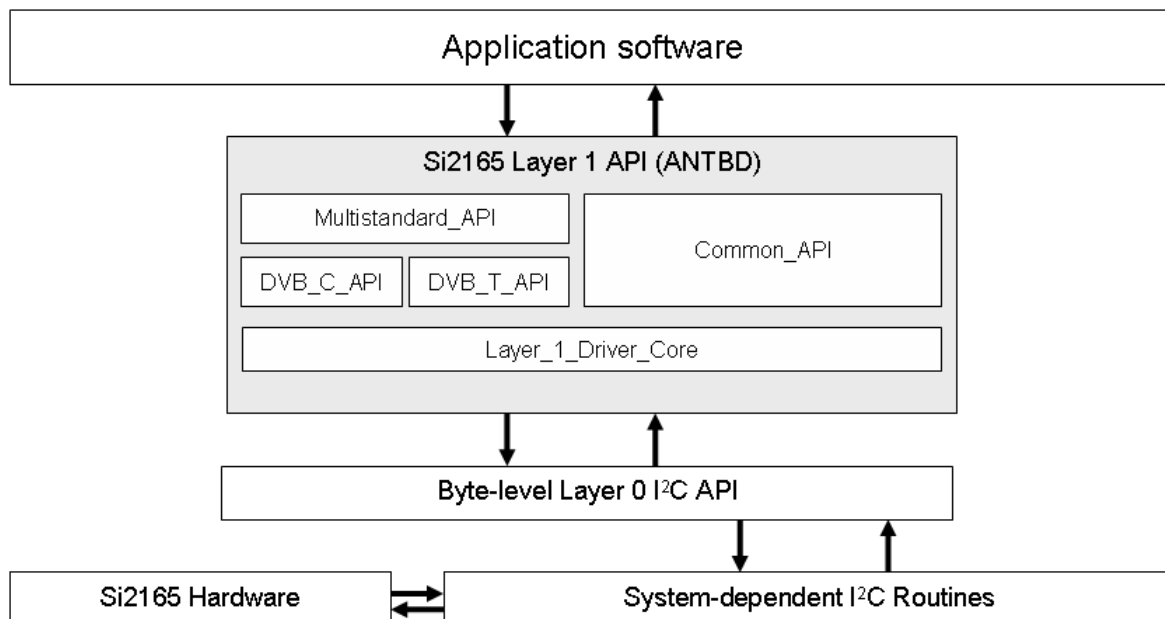 Application software
Si2165 Layer 1 API (ANTBD)
Multistandard_API
Common_API
DVB_C_API
DVB_T_API
Layer_1_Driver_Core
Byte-level Layer 0 I²C API
Si2165 Hardware
System-dependent I²C Routines